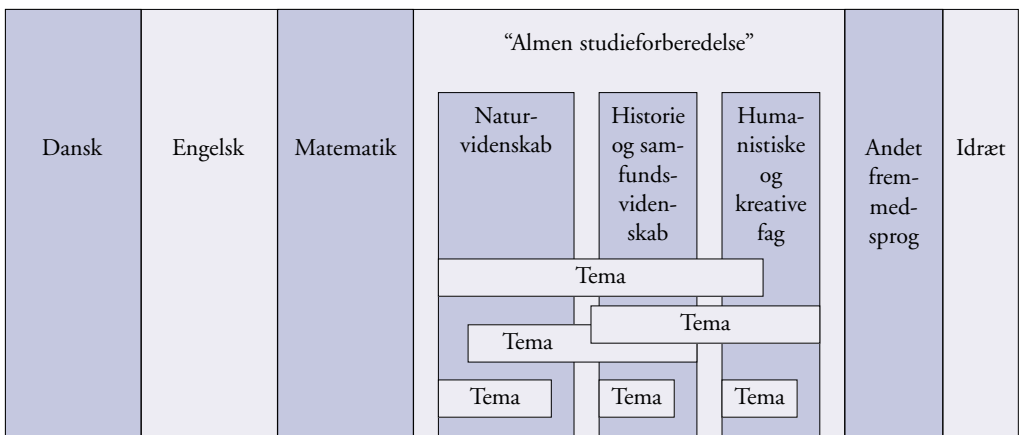 “Almen studieforberedelse”
Dansk
Engelsk
Matematik
Natur-
videnskab
Historie
og sam-
funds-
viden-
skab
Huma-
nistiske
og
kreative
fag
Andet
frem-
med-
sprog
Idræt
Tema
Tema
Tema
Tema
Tema
Tema